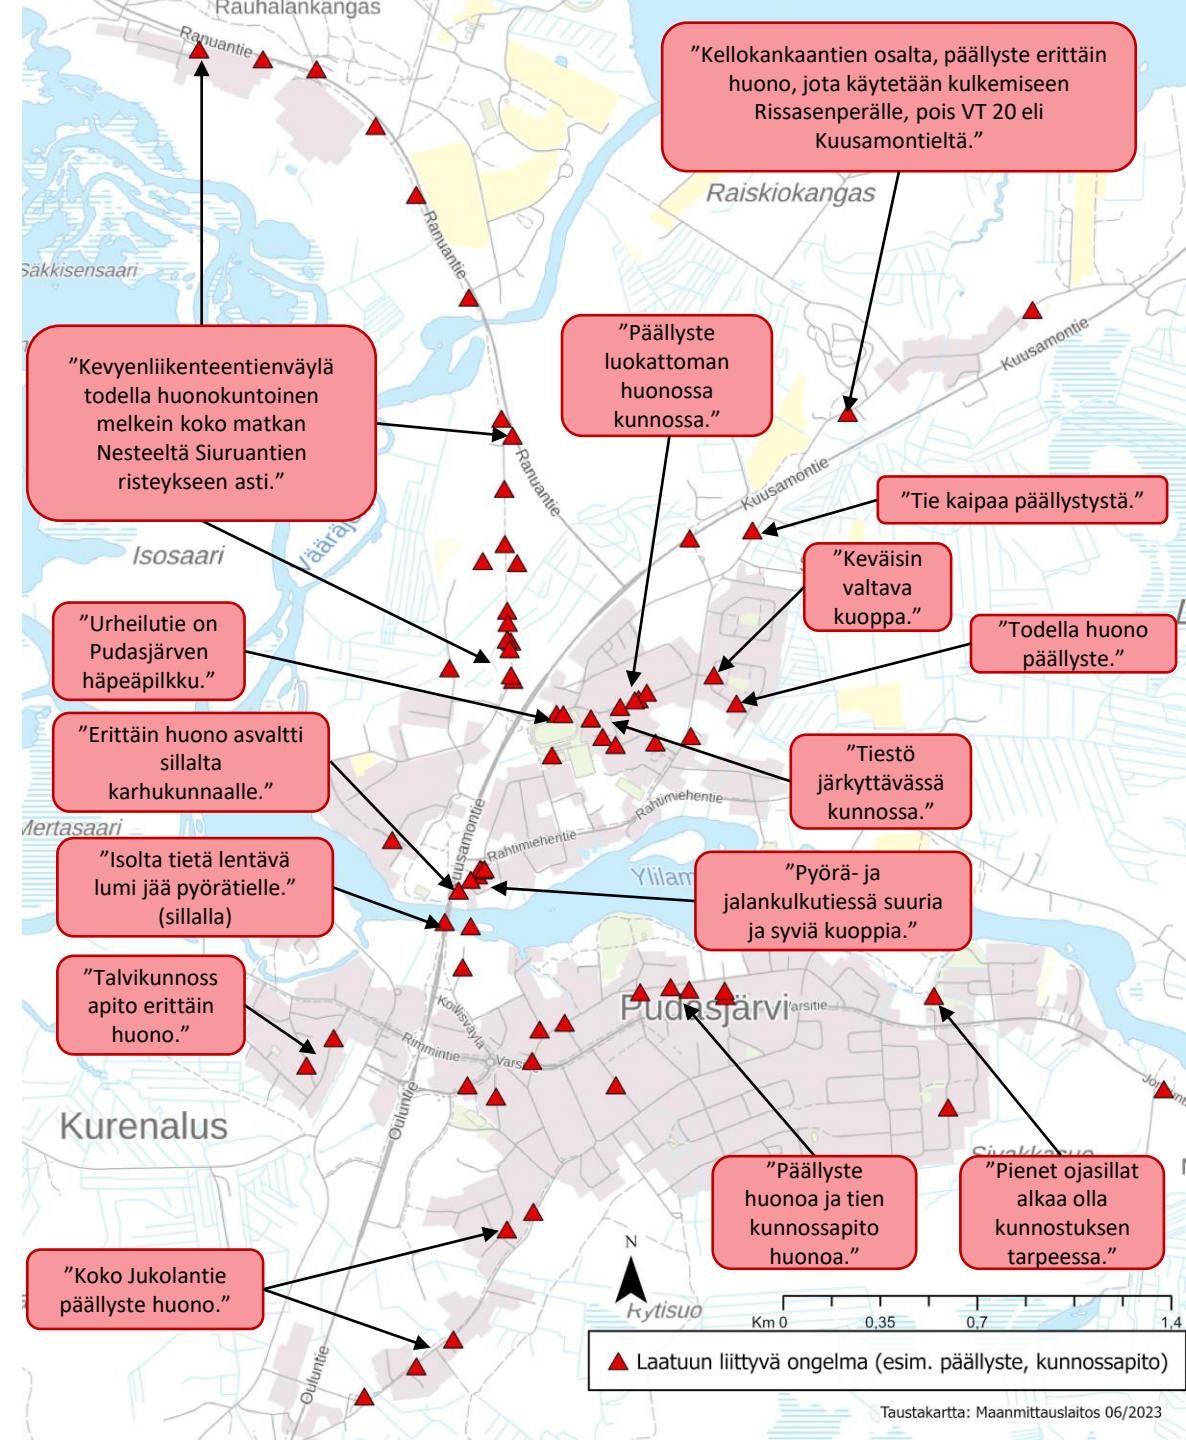 Rauhalankangas
Ranuantie
”Kellokankaantien osalta, päällyste erittäin
huono, jota käytetään kulkemiseen
Rissasenperälle, pois VT 20 eli
Kuusamontieltä.”
Raiskiokangas
Ranuantie
Säkkisensaari
Kuusamontie
”Kevyenliikenteentienväylä
todella huonokuntoinen
melkein koko matkan
Nesteeltä Siuruantien
risteykseen asti.”
”Päällyste
luokattoman
huonossa
kunnossa.”
Ranuantie
Kuusamontie
”Tie kaipaa päällystystä.”
Isosaari
”Keväisin
valtava
kuoppa.”
”Urheilutie on
Pudasjärven
häpeäpilkku.”
”Todella huono
päällyste.”
”Erittäin huono asvaltti
sillalta
karhukunnaalle.”
”Tiestö
järkyttävässä
kunnossa.”
Mertasaari
Kuusamontie
Rahtimiehentie
Rahtimiehentie
”Isolta tietä lentävä
lumi jää pyörätielle.”
(sillalla)
”Pyörä- ja
jalankulkutiessä suuria
ja syviä kuoppia.”
”Talvikunnoss
apito erittäin
huono.”
Pudasjärvi
Varsitie
Koivisväylä
Rimmintie
Ouluntie
Kurenalus
”Päällyste
huonoa ja tien
kunnossapito
huonoa.”
”Pienet ojasillat
alkaa olla
kunnostuksen
tarpeessa.”
”Koko Jukolantie
päällyste huono.”
N
Kytisuo
Km 0 0,35 0,7 1,4
Laatuun liittyvä ongelma (esim. päällyste, kunnossapito)
Ouluntie
Taustakartta: Maanmittauslaitos 06/2023